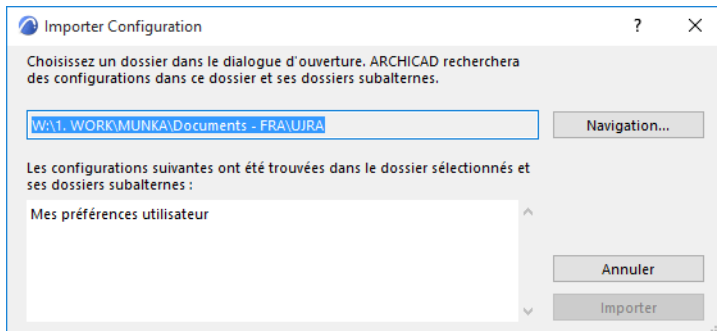 Importer Configuration
Choisissez un dossier dans le dialogue d'ouverture. ARCHICAD recherchera
des configurations dans ce dossier et ses dossiers subalternes.
W:\1. WORK\MUNKA\Documents - FRA\UJRA
Navigation...
Les configurations suivantes ont été trouvées dans le dossier sélectionnés et
ses dossiers subalternes :
Mes préférences utilisateur
Annuler
Importer